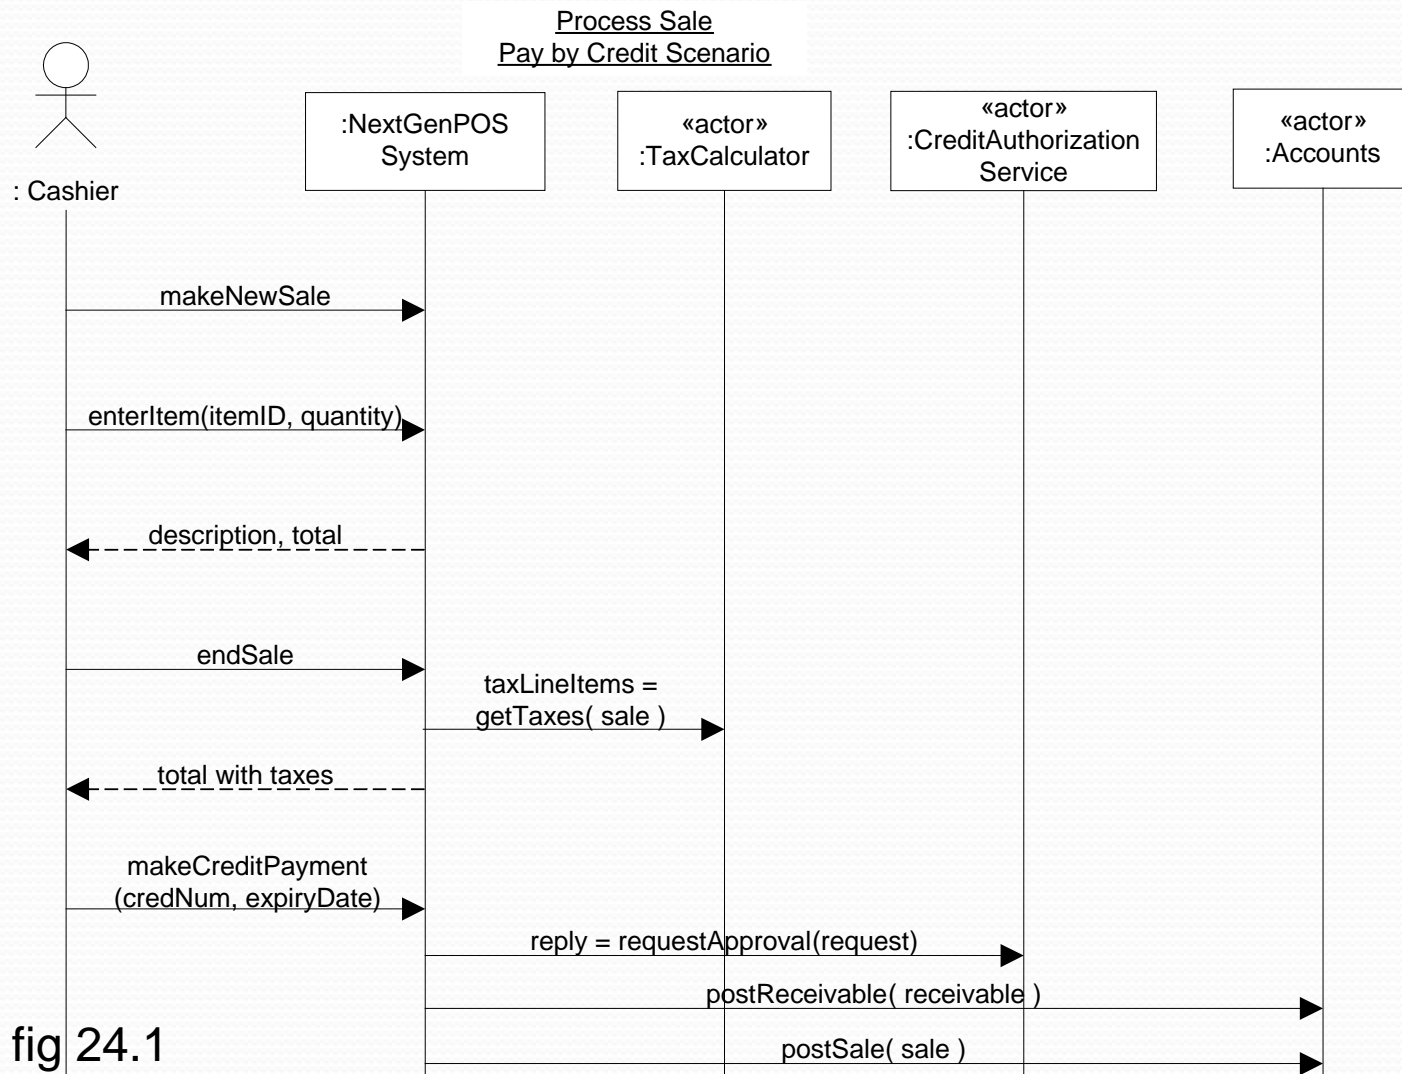 Process Sale
Pay by Credit Scenario
: Cashier
:NextGenPOS
System
«actor»
:TaxCalculator
«actor»
:CreditAuthorization
Service
«actor»
:Accounts
makeNewSale
enterItem(itemID, quantity)
description, total
endSale
taxLineItems =
getTaxes( sale )
total with taxes
makeCreditPayment
(credNum, expiryDate)
reply = requestApproval(request)
postReceivable( receivable )
postSale( sale )
fig 24.1